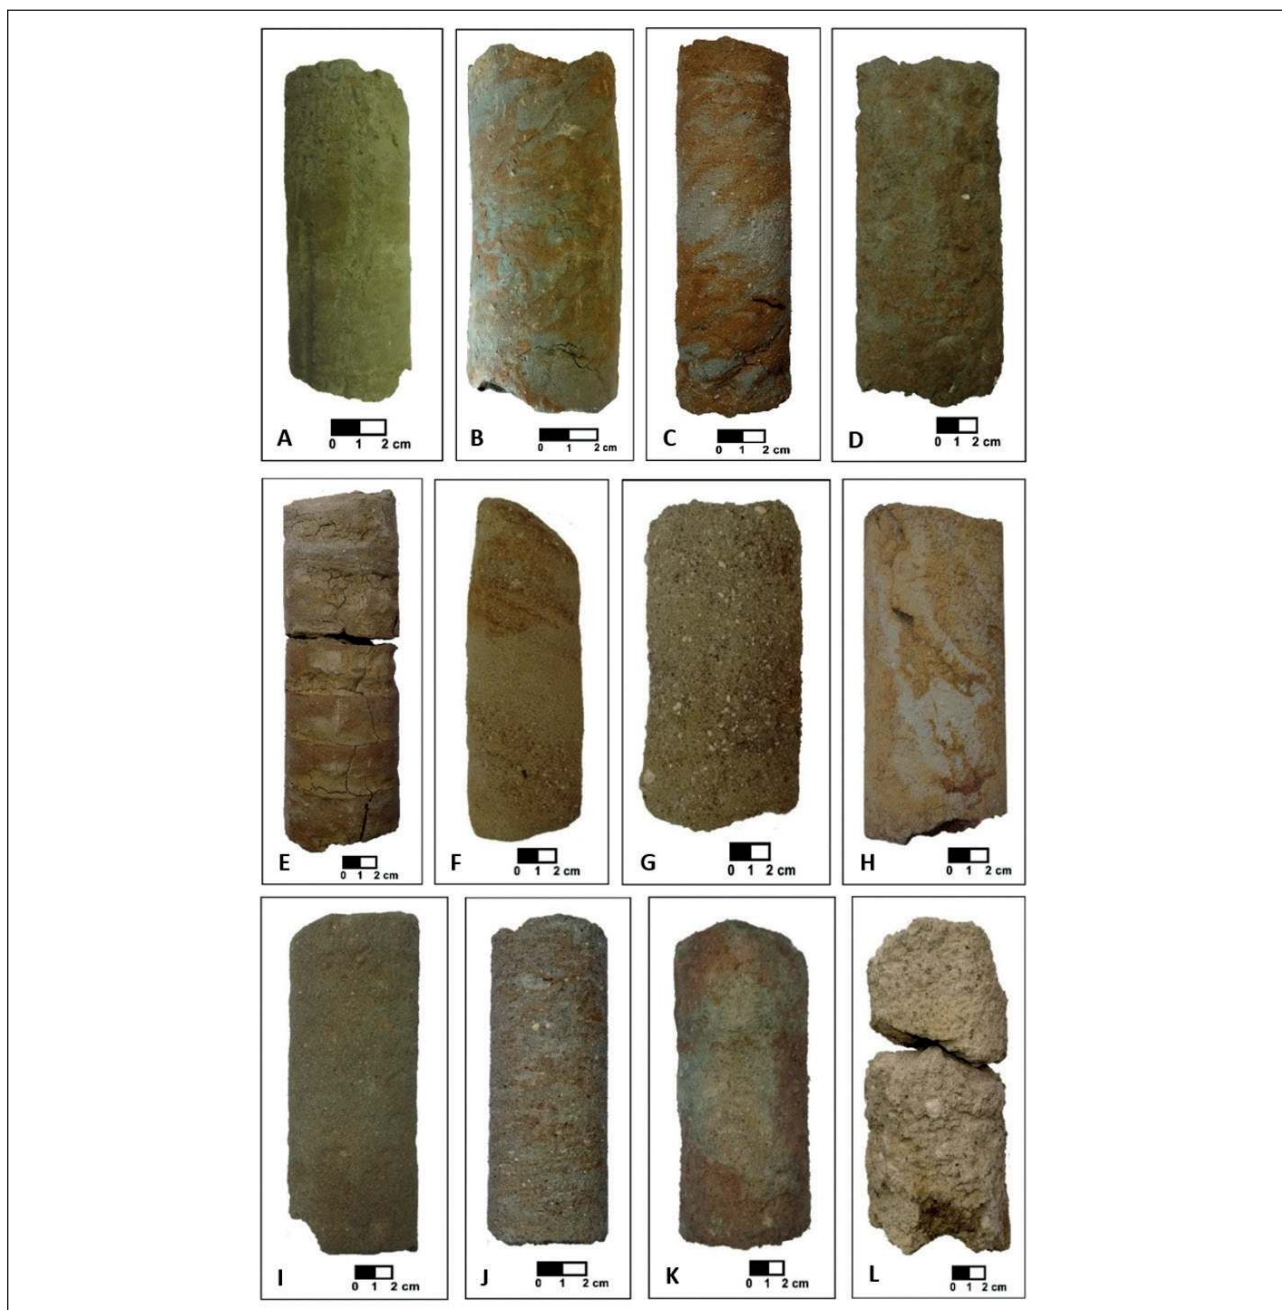 A 0 1 2 cm
B 0 1 2 cm
C 0 1 2 cm
D 0 1 2 cm
E 0 1 2 cm
F 0 1 2 cm
G 0 1 2 cm
H 0 1 2 cm
I 0 1 2 cm
J 0 1 2 cm
K 0 1 2 cm
L 0 1 2 cm